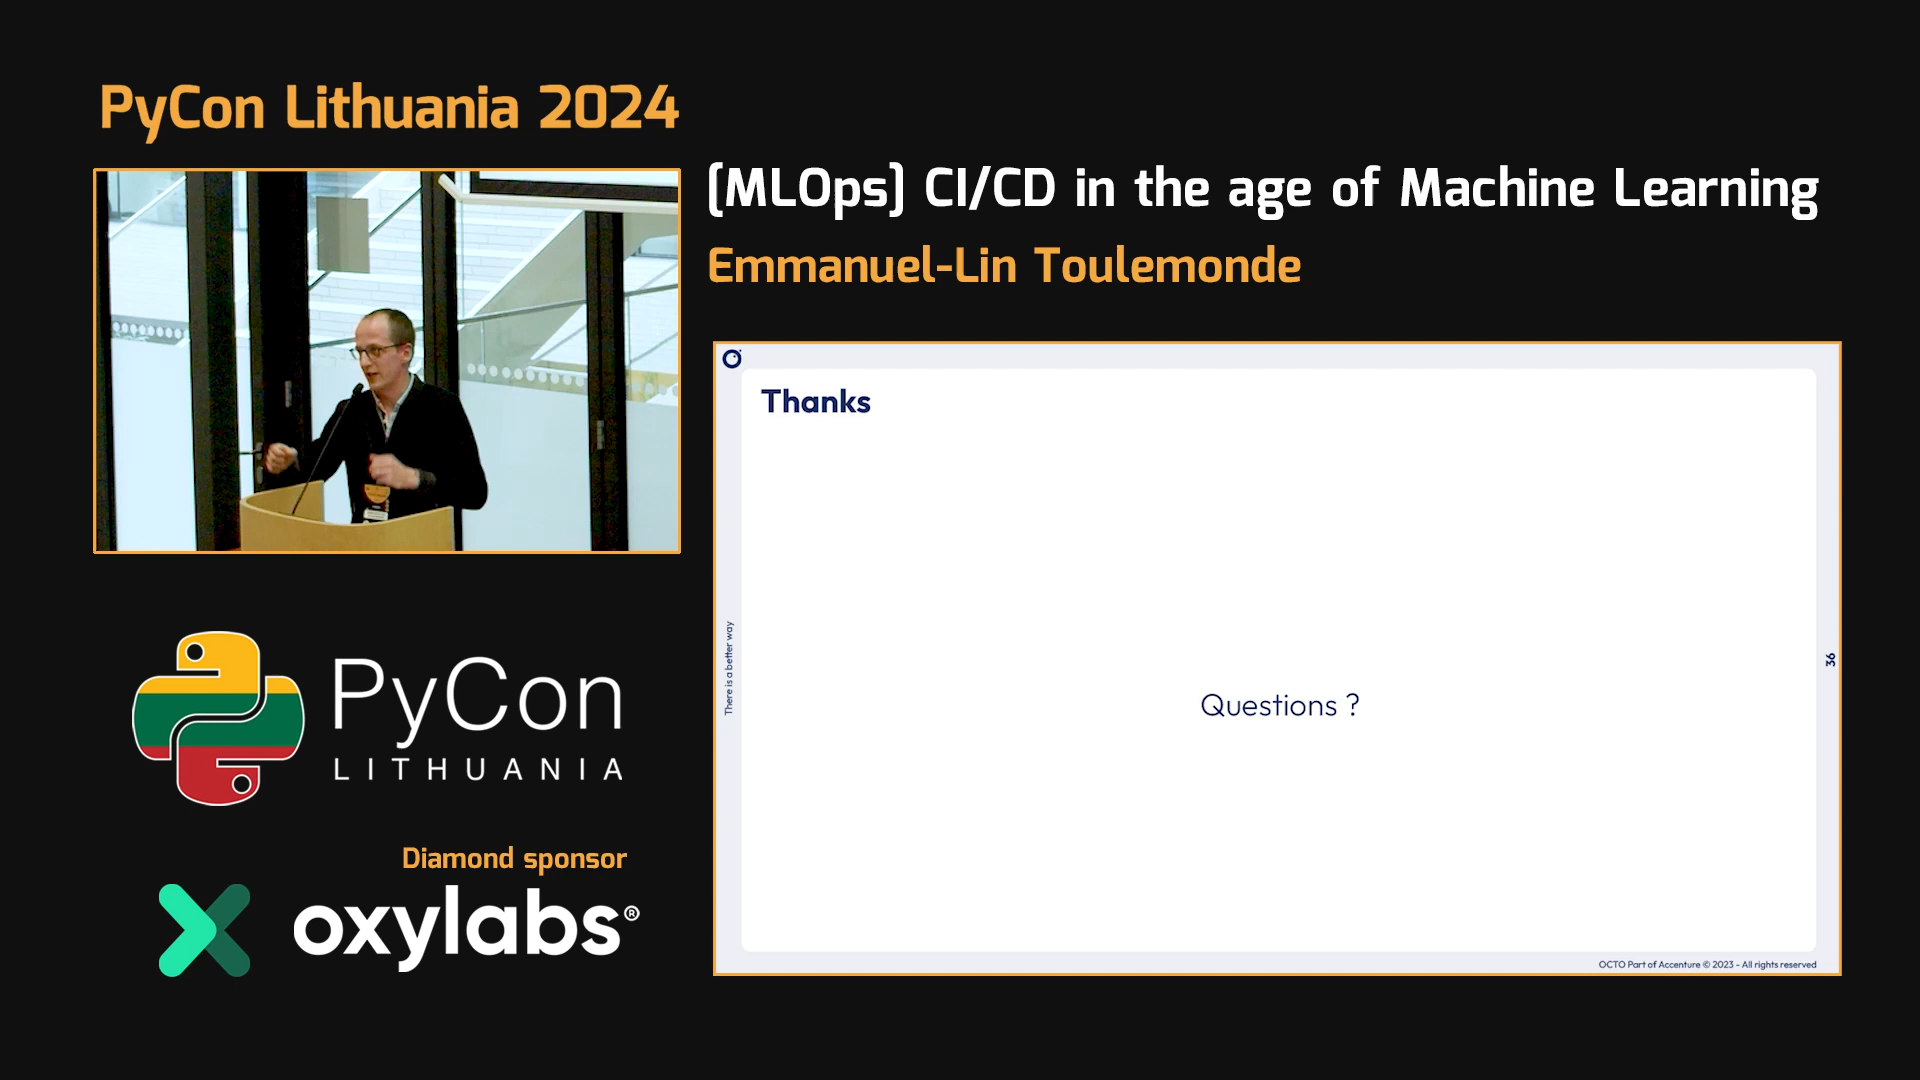 PyCon Lithuania 2024
[MLOps] CI/CD in the age of Machine Learning
Emmanuel-Lin Toulemonde
Thanks
Questions ?
There is a better way
36
OCTO Part of Accenture © 2023 - All rights reserved
PyCon
LITHUANIA
Diamond sponsor
oxylabs®